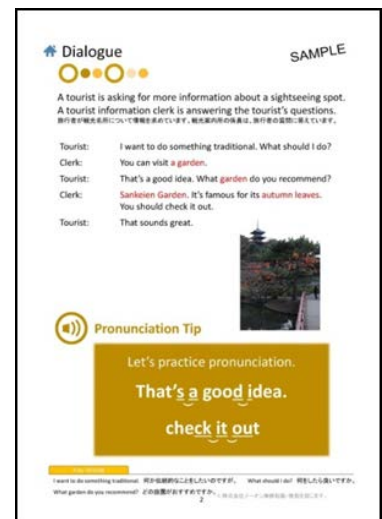 Dialogue
SAMPLE
A tourist is asking for more information about a sightseeing spot.
A tourist information clerk is answering the tourist's questions.
旅行者が観光名所について情報を求めています。観光案内所の係員は、旅行者の質問に答えています。
Tourist: I want to do something traditional. What should I do?
Clerk: You can visit a garden.
Tourist: That's a good idea. What garden do you recommend?
Clerk: Sankeien Garden. It's famous for its autumn leaves.
You should check it out.
Tourist: That sounds great.
Pronunciation Tip
Let's practice pronunciation.
That's a good idea.
check it out
I want to do something traditional. 何か伝統的なことをしたいのですが。 What should I do? 何をしたら良いですか。
What garden do you recommend? どの庭園がおすすめですか。
2